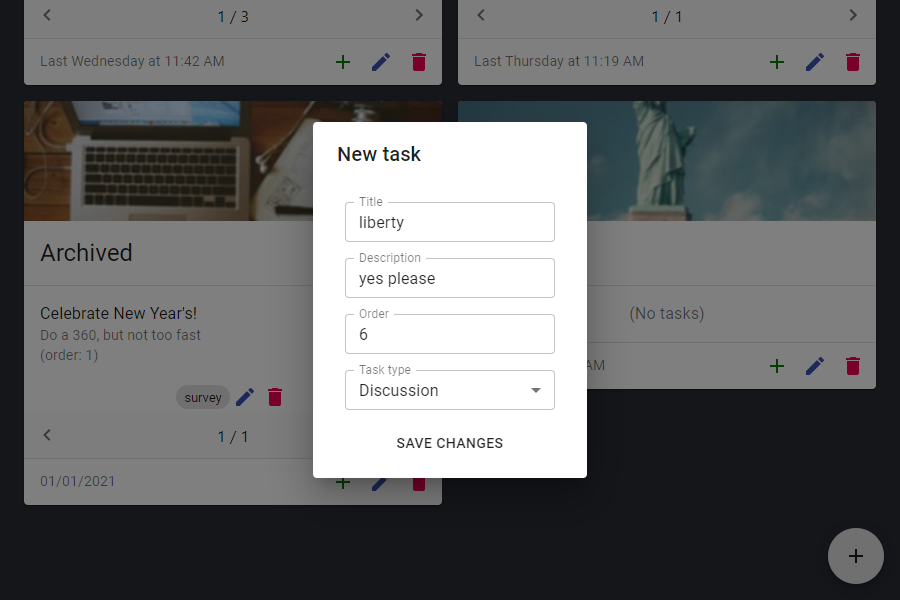 1 / 3
1 / 1
Last Wednesday at 11:42 AM
Last Thursday at 11:19 AM
New task
Title
liberty
Description
yes please
Order
6
Task type
Discussion
SAVE CHANGES
Archived
Celebrate New Year's!
Do a 360, but not too fast
(order: 1)
survey
1 / 1
01/01/2021
(No tasks)
AM